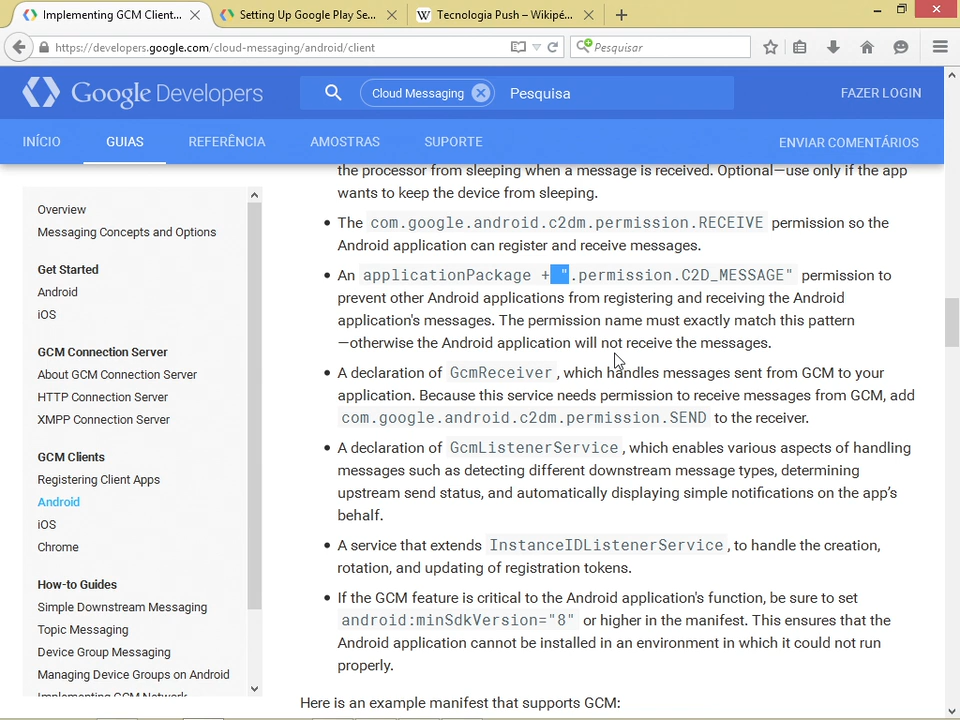 Implementing GCM Client...
Setting Up Google Play Se...
W Tecnologia Push – Wikipé...
https://developers.google.com/cloud-messaging/android/client
Pesquisar
Google Developers
Cloud Messaging
Pesquisa
FAZER LOGIN
INÍCIO
GUIAS
REFERÊNCIA
AMOSTRAS
SUPORTE
ENVIAR COMENTÁRIOS
Overview
Messaging Concepts and Options
Get Started
Android
iOS
GCM Connection Server
About GCM Connection Server
HTTP Connection Server
XMPP Connection Server
GCM Clients
Registering Client Apps
Android
iOS
Chrome
How-to Guides
Simple Downstream Messaging
Topic Messaging
Device Group Messaging
Managing Device Groups on Android
Implementing GCM Network
the processor from sleeping when a message is received. Optional—use only if the app
wants to keep the device from sleeping.
• The com.google.android.c2dm.permission.RECEIVE permission so the
Android application can register and receive messages.
• An applicationPackage + ".permission.C2D_MESSAGE" permission to
prevent other Android applications from registering and receiving the Android
application's messages. The permission name must exactly match this pattern
—otherwise the Android application will not receive the messages.
• A declaration of GcmReceiver, which handles messages sent from GCM to your
application. Because this service needs permission to receive messages from GCM, add
com.google.android.c2dm.permission.SEND to the receiver.
• A declaration of GcmListenerService, which enables various aspects of handling
messages such as detecting different downstream message types, determining
upstream send status, and automatically displaying simple notifications on the app’s
behalf.
• A service that extends InstanceIDListenerService, to handle the creation,
rotation, and updating of registration tokens.
• If the GCM feature is critical to the Android application's function, be sure to set
android:minSdkVersion="8" or higher in the manifest. This ensures that the
Android application cannot be installed in an environment in which it could not run
properly.
Here is an example manifest that supports GCM: